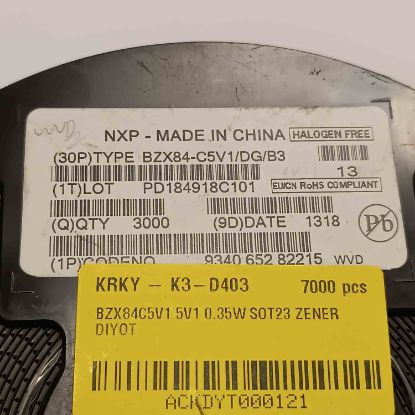 NXP - MADE IN CHINA HALOGEN FREE
(30P)TYPE BZX84-C5V1/DG/B3
13
(1T)LOT PD184918C101 EU/CN RoHS COMPLIANT
(Q)QTY 3000 (9D)DATE 1318 Pb
(1P)CODENO 9340 652 82215 WVD
KRKY - K3-D403 7000 pcs
BZX84C5V1 5V1 0.35W SOT23 ZENER
DIYOT
ACKDYT000121